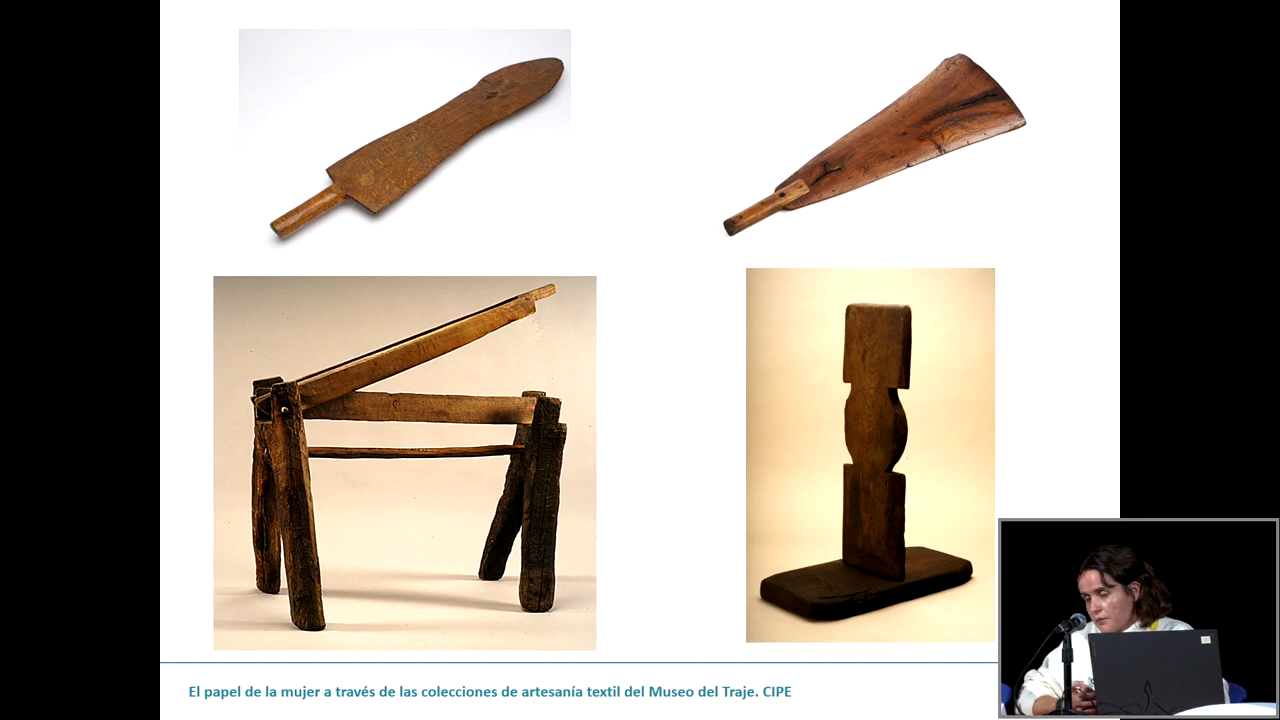 El papel de la mujer a través de las colecciones de artesanía textil del Museo del Traje. CIPE